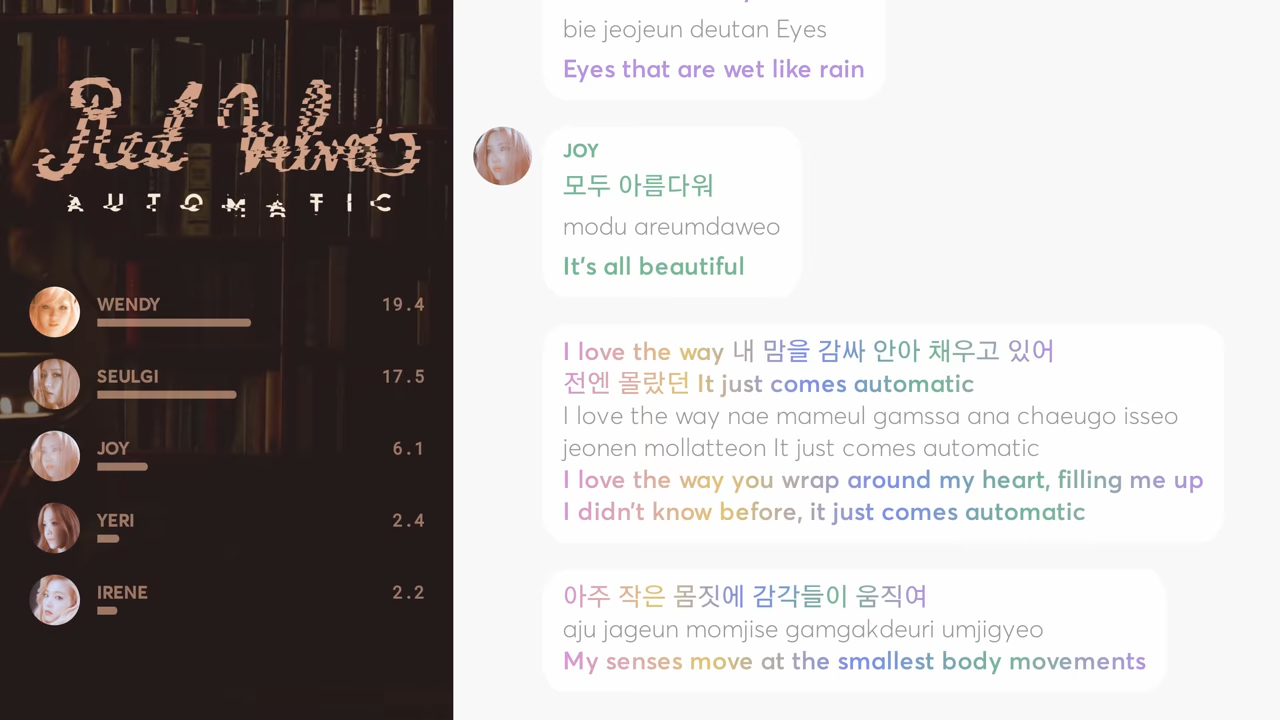 Red Velvet
AUTOMATIC
WENDY 19.4
SEULGI 17.5
JOY 6.1
YERI 2.4
IRENE 2.2
bie jeojeun deutan Eyes
Eyes that are wet like rain
JOY
모두 아름다워
modu areumdaweo
It's all beautiful
I love the way 내 맘을 감싸 안아 채우고 있어
전엔 몰랐던 It just comes automatic
I love the way nae mameul gamssa ana chaeugo isseo
jeonen mollatteon It just comes automatic
I love the way you wrap around my heart, filling me up
I didn't know before, it just comes automatic
아주 작은 몸짓에 감각들이 움직여
aju jageun momjise gamgakdeuri umjigyeo
My senses move at the smallest body movements